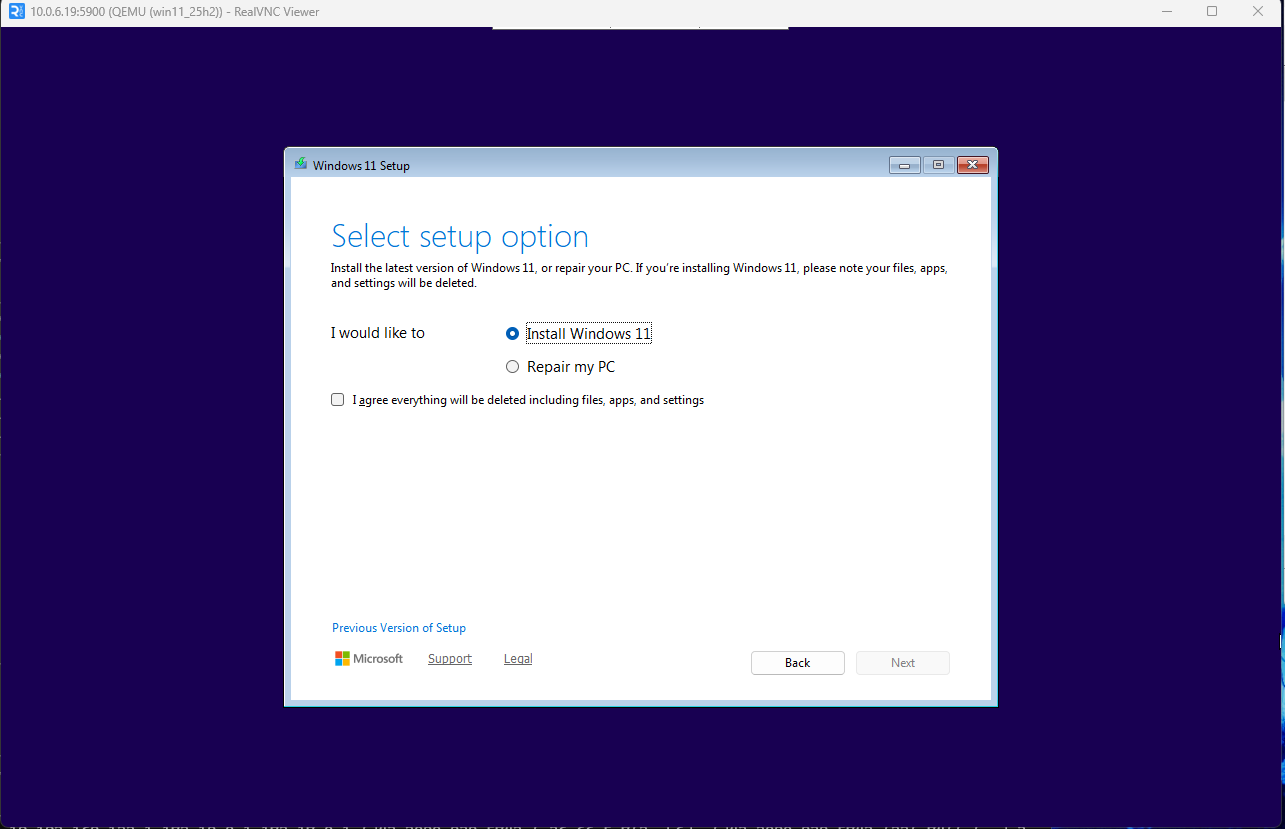 10.0.6.19:5900 (QEMU (win11_25h2)) - RealVNC Viewer
Windows 11 Setup
Select setup option
Install the latest version of Windows 11, or repair your PC. If you're installing Windows 11, please note your files, apps,
and settings will be deleted.
I would like to
Install Windows 11
Repair my PC
I agree everything will be deleted including files, apps, and settings
Previous Version of Setup
Microsoft
Support
Legal
Back
Next